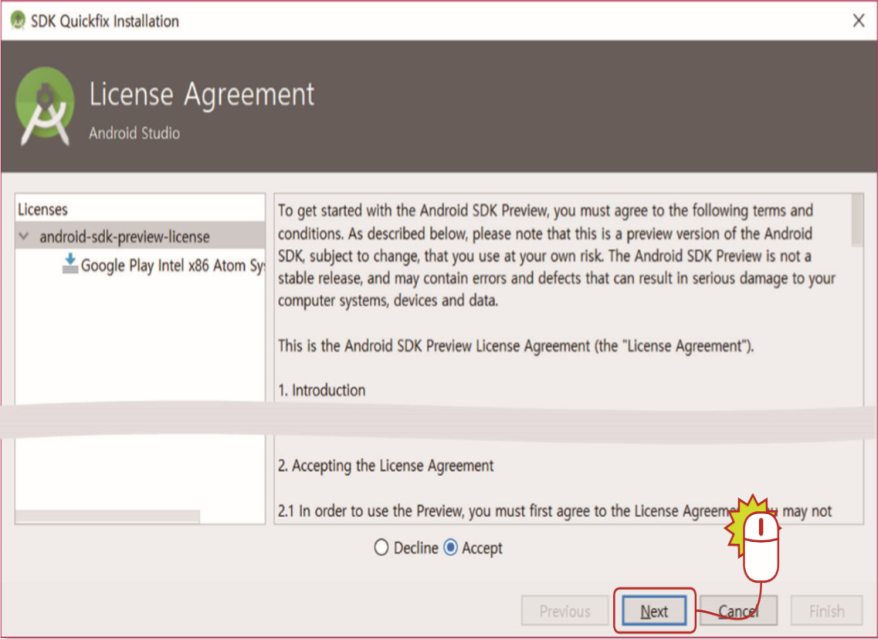 SDK Quickfix Installation
License Agreement
Android Studio
Licenses
android-sdk-preview-license
Google Play Intel x86 Atom Sy
To get started with the Android SDK Preview, you must agree to the following terms and
conditions. As described below, please note that this is a preview version of the Android
SDK, subject to change, that you use at your own risk. The Android SDK Preview is not a
stable release, and may contain errors and defects that can result in serious damage to your
computer systems, devices and data.
This is the Android SDK Preview License Agreement (the "License Agreement").
1. Introduction
2. Accepting the License Agreement
2.1 In order to use the Preview, you must first agree to the License Agreem may not
Decline Accept
Previous Next Cancel Finish